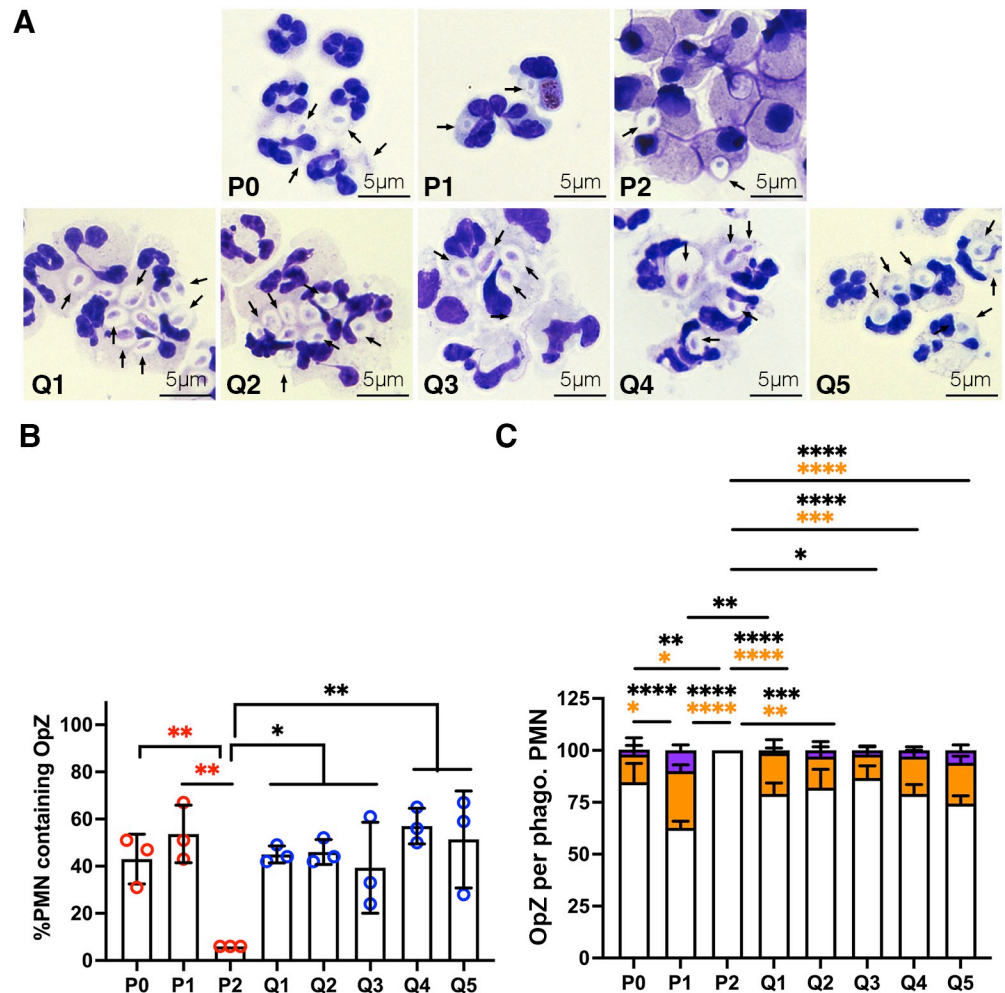 A
P0 5μm
P1 5μm
P2 5μm
Q1 5μm
Q2 5μm
Q3 5μm
Q4 5μm
Q5 5μm
B
%PMN containing OpZ
100
80
60
40
20
0
**
**
*
**
P0 P1 P2 Q1 Q2 Q3 Q4 Q5
C
****
****
****
***
*
**
** ****
* ****
**** **** ***
* **** **
OpZ per phago. PMN
125
100
75
50
25
0
P0 P1 P2 Q1 Q2 Q3 Q4 Q5